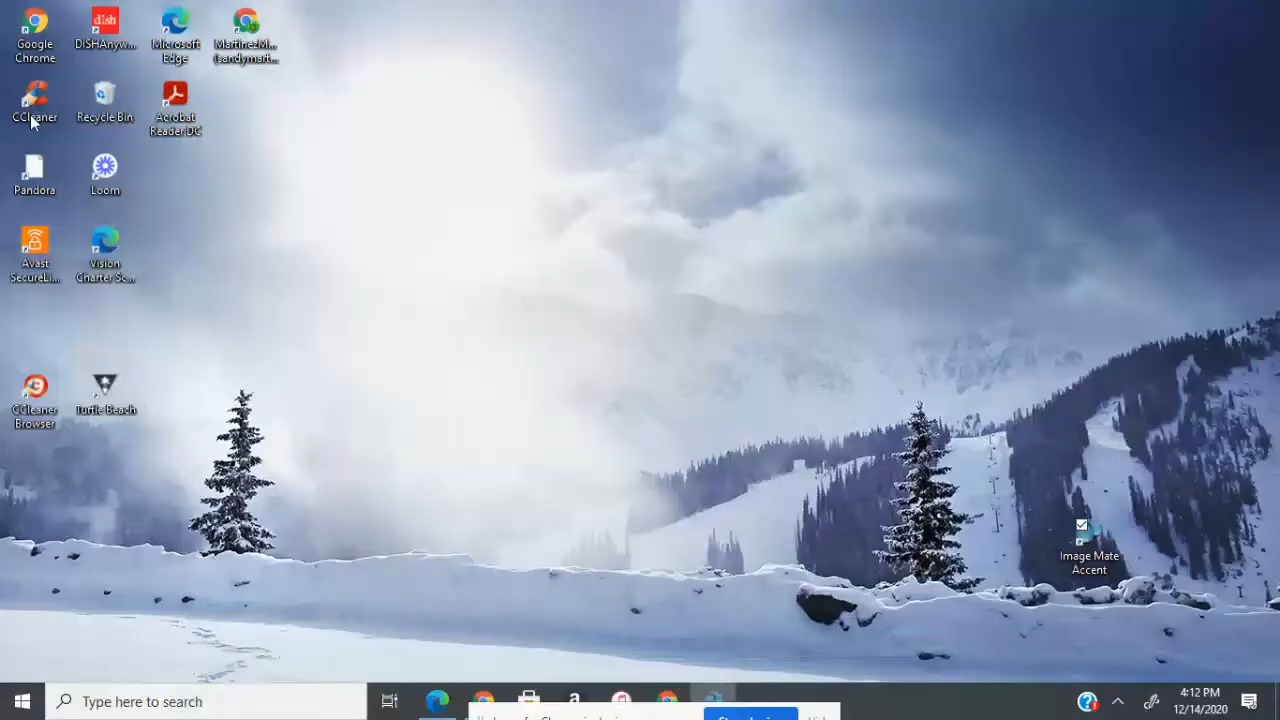 Google
Chrome
dish
DISHAnyw...
Microsoft
Edge
MartinezM...
(sandymart...
CCleaner
Recycle Bin
Acrobat
Reader DC
Pandora
Loom
Avast
SecureLi...
Vision
Charter Sc...
CCleaner
Browser
Turtle Beach
Image Mate
Accent
Type here to search
4:12 PM
12/14/2020